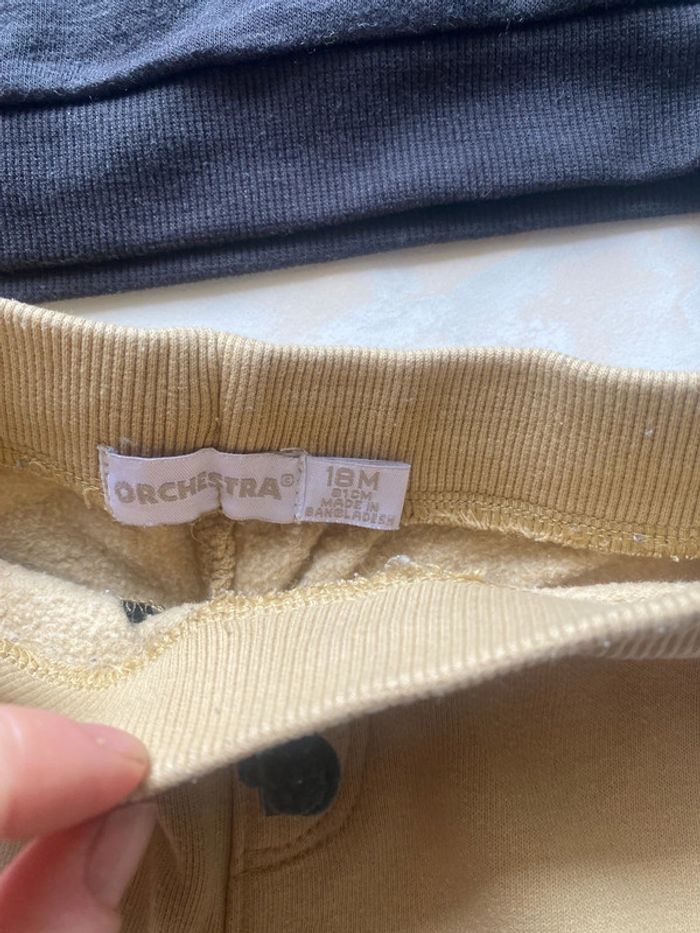 ORCHESTRA®
18M
81CM
MADE IN
BANGLADESH